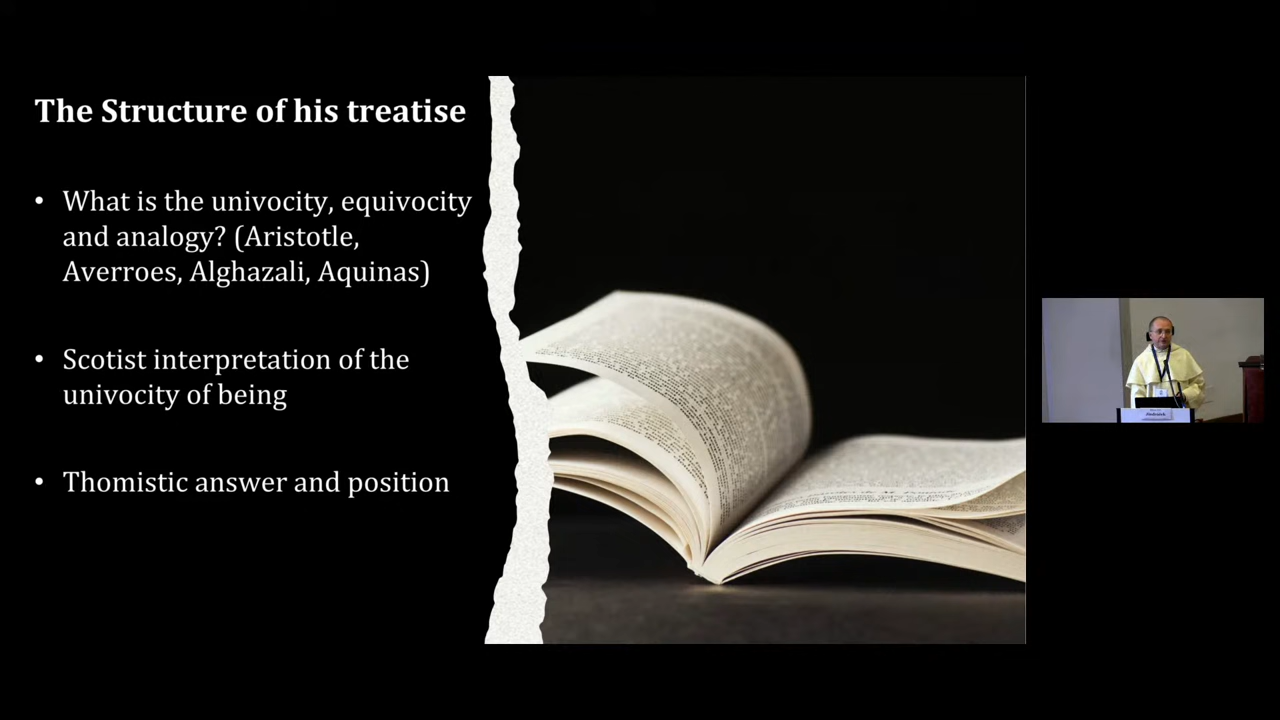 The Structure of his treatise
• What is the univocity, equivocity
and analogy? (Aristotle,
Averroes, Alghazali, Aquinas)
• Scotist interpretation of the
univocity of being
• Thomistic answer and position